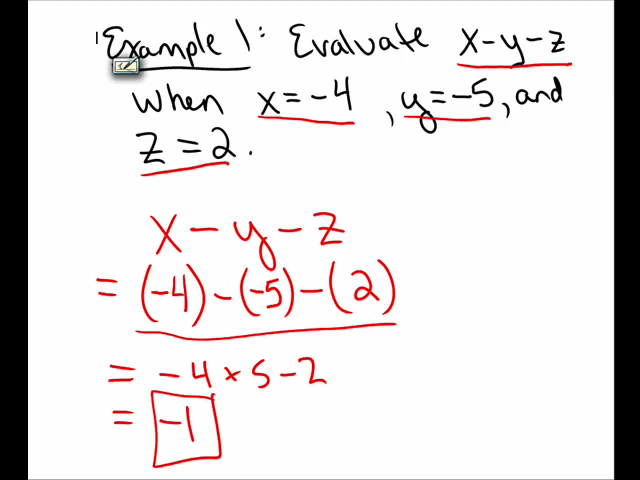 Example 1: Evaluate x-y-z
when x=-4, y=-5, and
z=2.
x-y-z
=(-4)-(-5)-(2)
=-4+5-2
=-1